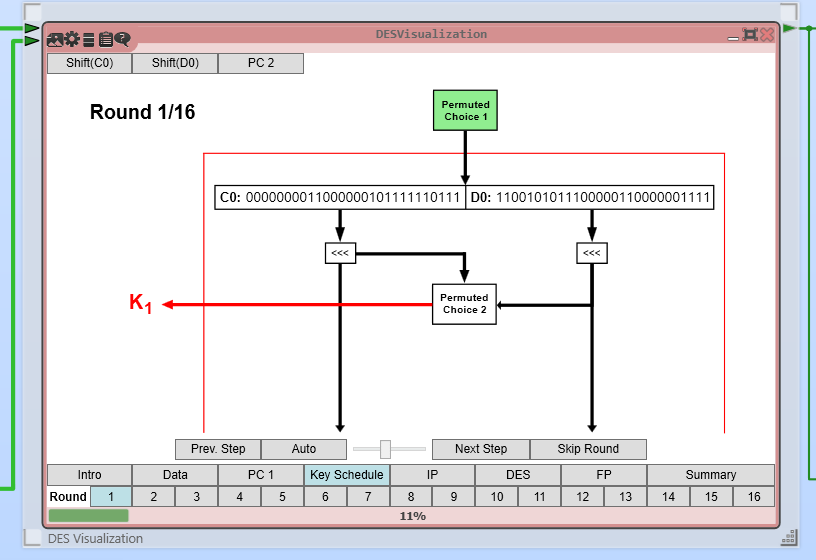 DESVisualization
Shift(C0) Shift(D0) PC 2
Round 1/16
Permuted
Choice 1
C0: 0000000011000000101111110111 D0: 1100101011100000110000001111
<<< <<<
Permuted
Choice 2
K1
Prev. Step Auto Next Step Skip Round
Intro Data PC 1 Key Schedule IP DES FP Summary
Round 1 2 3 4 5 6 7 8 9 10 11 12 13 14 15 16
11%
DES Visualization